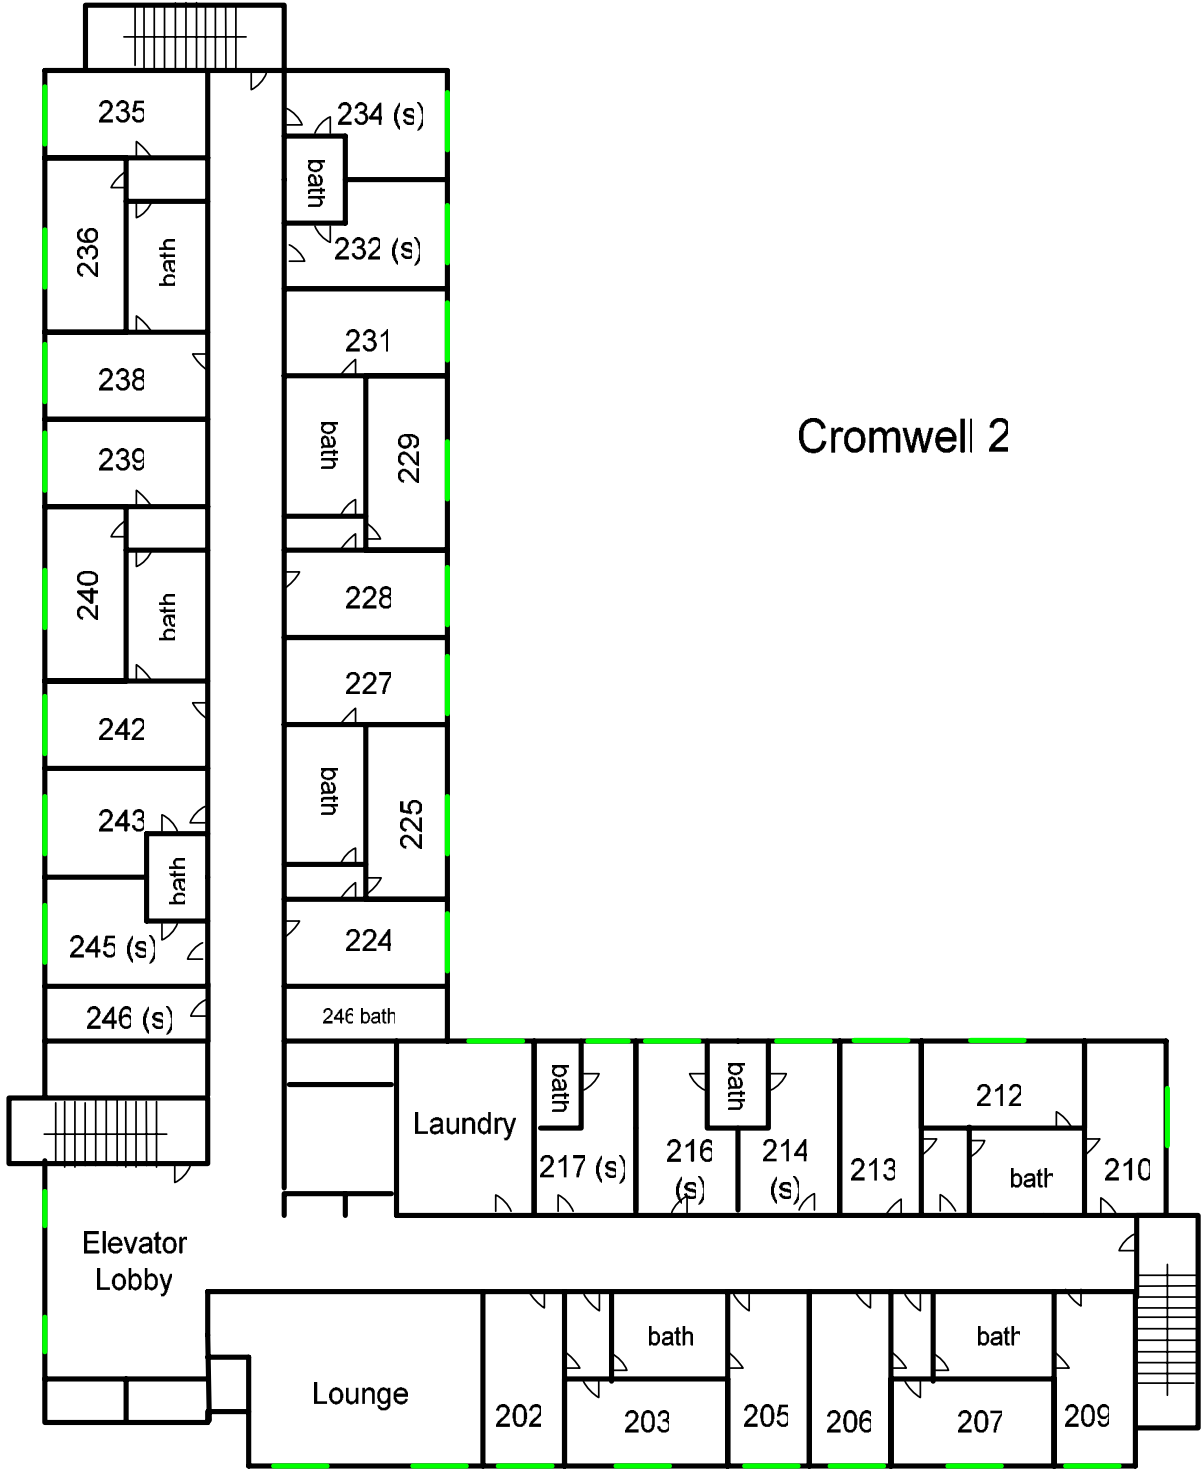 235
234 (s)
bath
236
bath
232 (s)
231
238
Cromwell 2
bath
229
239
240
bath
228
227
242
bath
225
243
bath
245 (s)
224
246 (s)
246 bath
Laundry
bath
217 (s)
216
(s)
bath
214
(s)
213
212
bath
210
Elevator
Lobby
bath
bath
Lounge
202
203
205
206
207
209